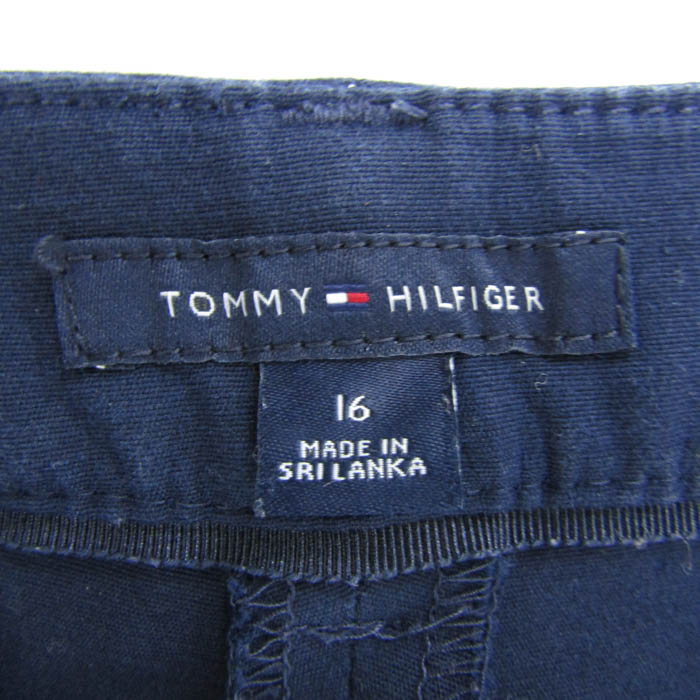 TOMMY HILFIGER
16
MADE IN
SRI LANKA